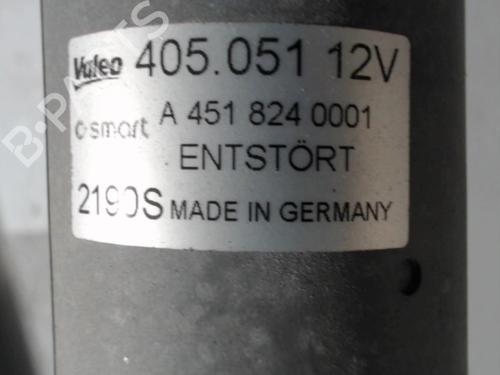 Valeo 405.051 12V
smart A 451 824 0001
ENTSTÖRT
2190S MADE IN GERMANY
B-PARTS